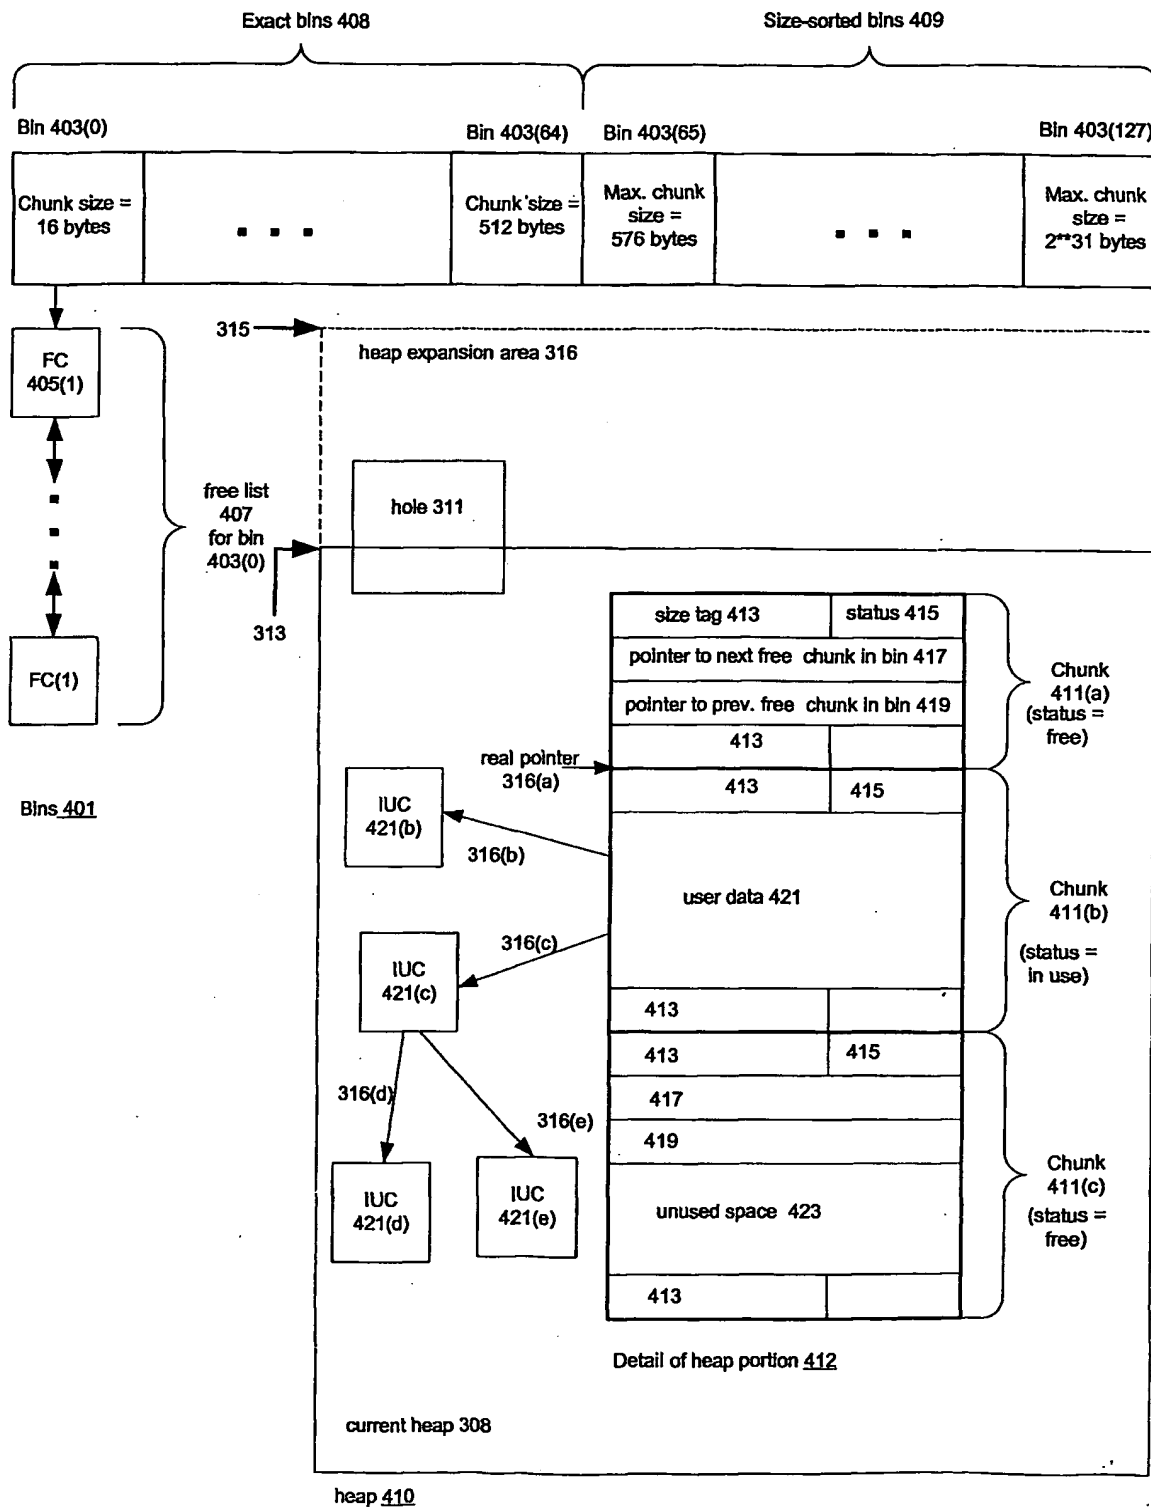 Exact bins 408
Size-sorted bins 409
Bin 403(0)
Bin 403(64)
Bin 403(65)
Bin 403(127)
Chunk size =
16 bytes
Chunk size =
512 bytes
Max. chunk
size =
576 bytes
Max. chunk
size =
2**31 bytes
FC
405(1)
315
heap expansion area 316
free list
407
for bin
403(0)
hole 311
313
FC(1)
Bins 401
size tag 413
status 415
pointer to next free chunk in bin 417
pointer to prev. free chunk in bin 419
413
Chunk
411(a)
(status =
free)
real pointer
316(a)
413
415
IUC
421(b)
316(b)
user data 421
Chunk
411(b)
(status =
in use)
316(c)
IUC
421(c)
413
413
415
316(d)
417
316(e)
419
IUC
421(d)
IUC
421(e)
unused space 423
Chunk
411(c)
(status =
free)
413
Detail of heap portion 412
current heap 308
heap 410